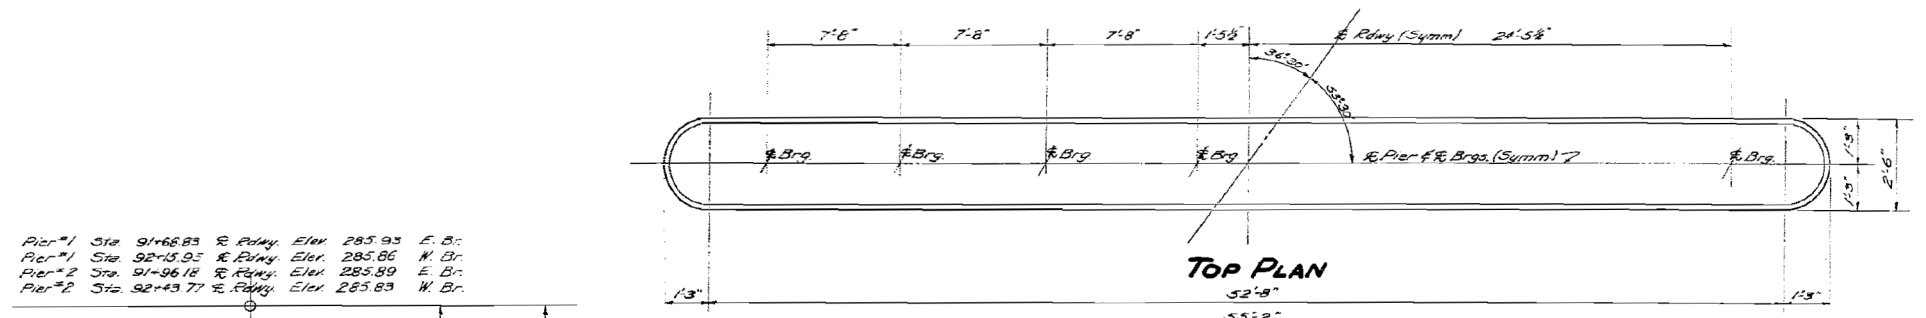 7'-8" 7'-8" 7'-8" 1'-5½" ℄ Rdwy (Symm) 24'-5½"
36°-30'
53°-30'
℄ Brg. ℄ Brg. ℄ Brg ℄ Brg ℄ Pier & ℄ Brgs. (Symm) ℄ Brg.
1'-3"
2'-6"
1'-3"
Pier #1 Sta. 91+68.83 ℄ Rdwy. Elev. 285.93 E. Br.
Pier #1 Sta. 92+15.95 ℄ Rdwy. Elev. 285.86 W. Br.
Pier #2 Sta. 91+96.18 ℄ Rdwy. Elev. 285.89 E. Br.
Pier #2 Sta. 92+43.77 ℄ Rdwy. Elev. 285.83 W. Br.
TOP PLAN
1'-3" 52'-8" 1'-3"
55'-2"